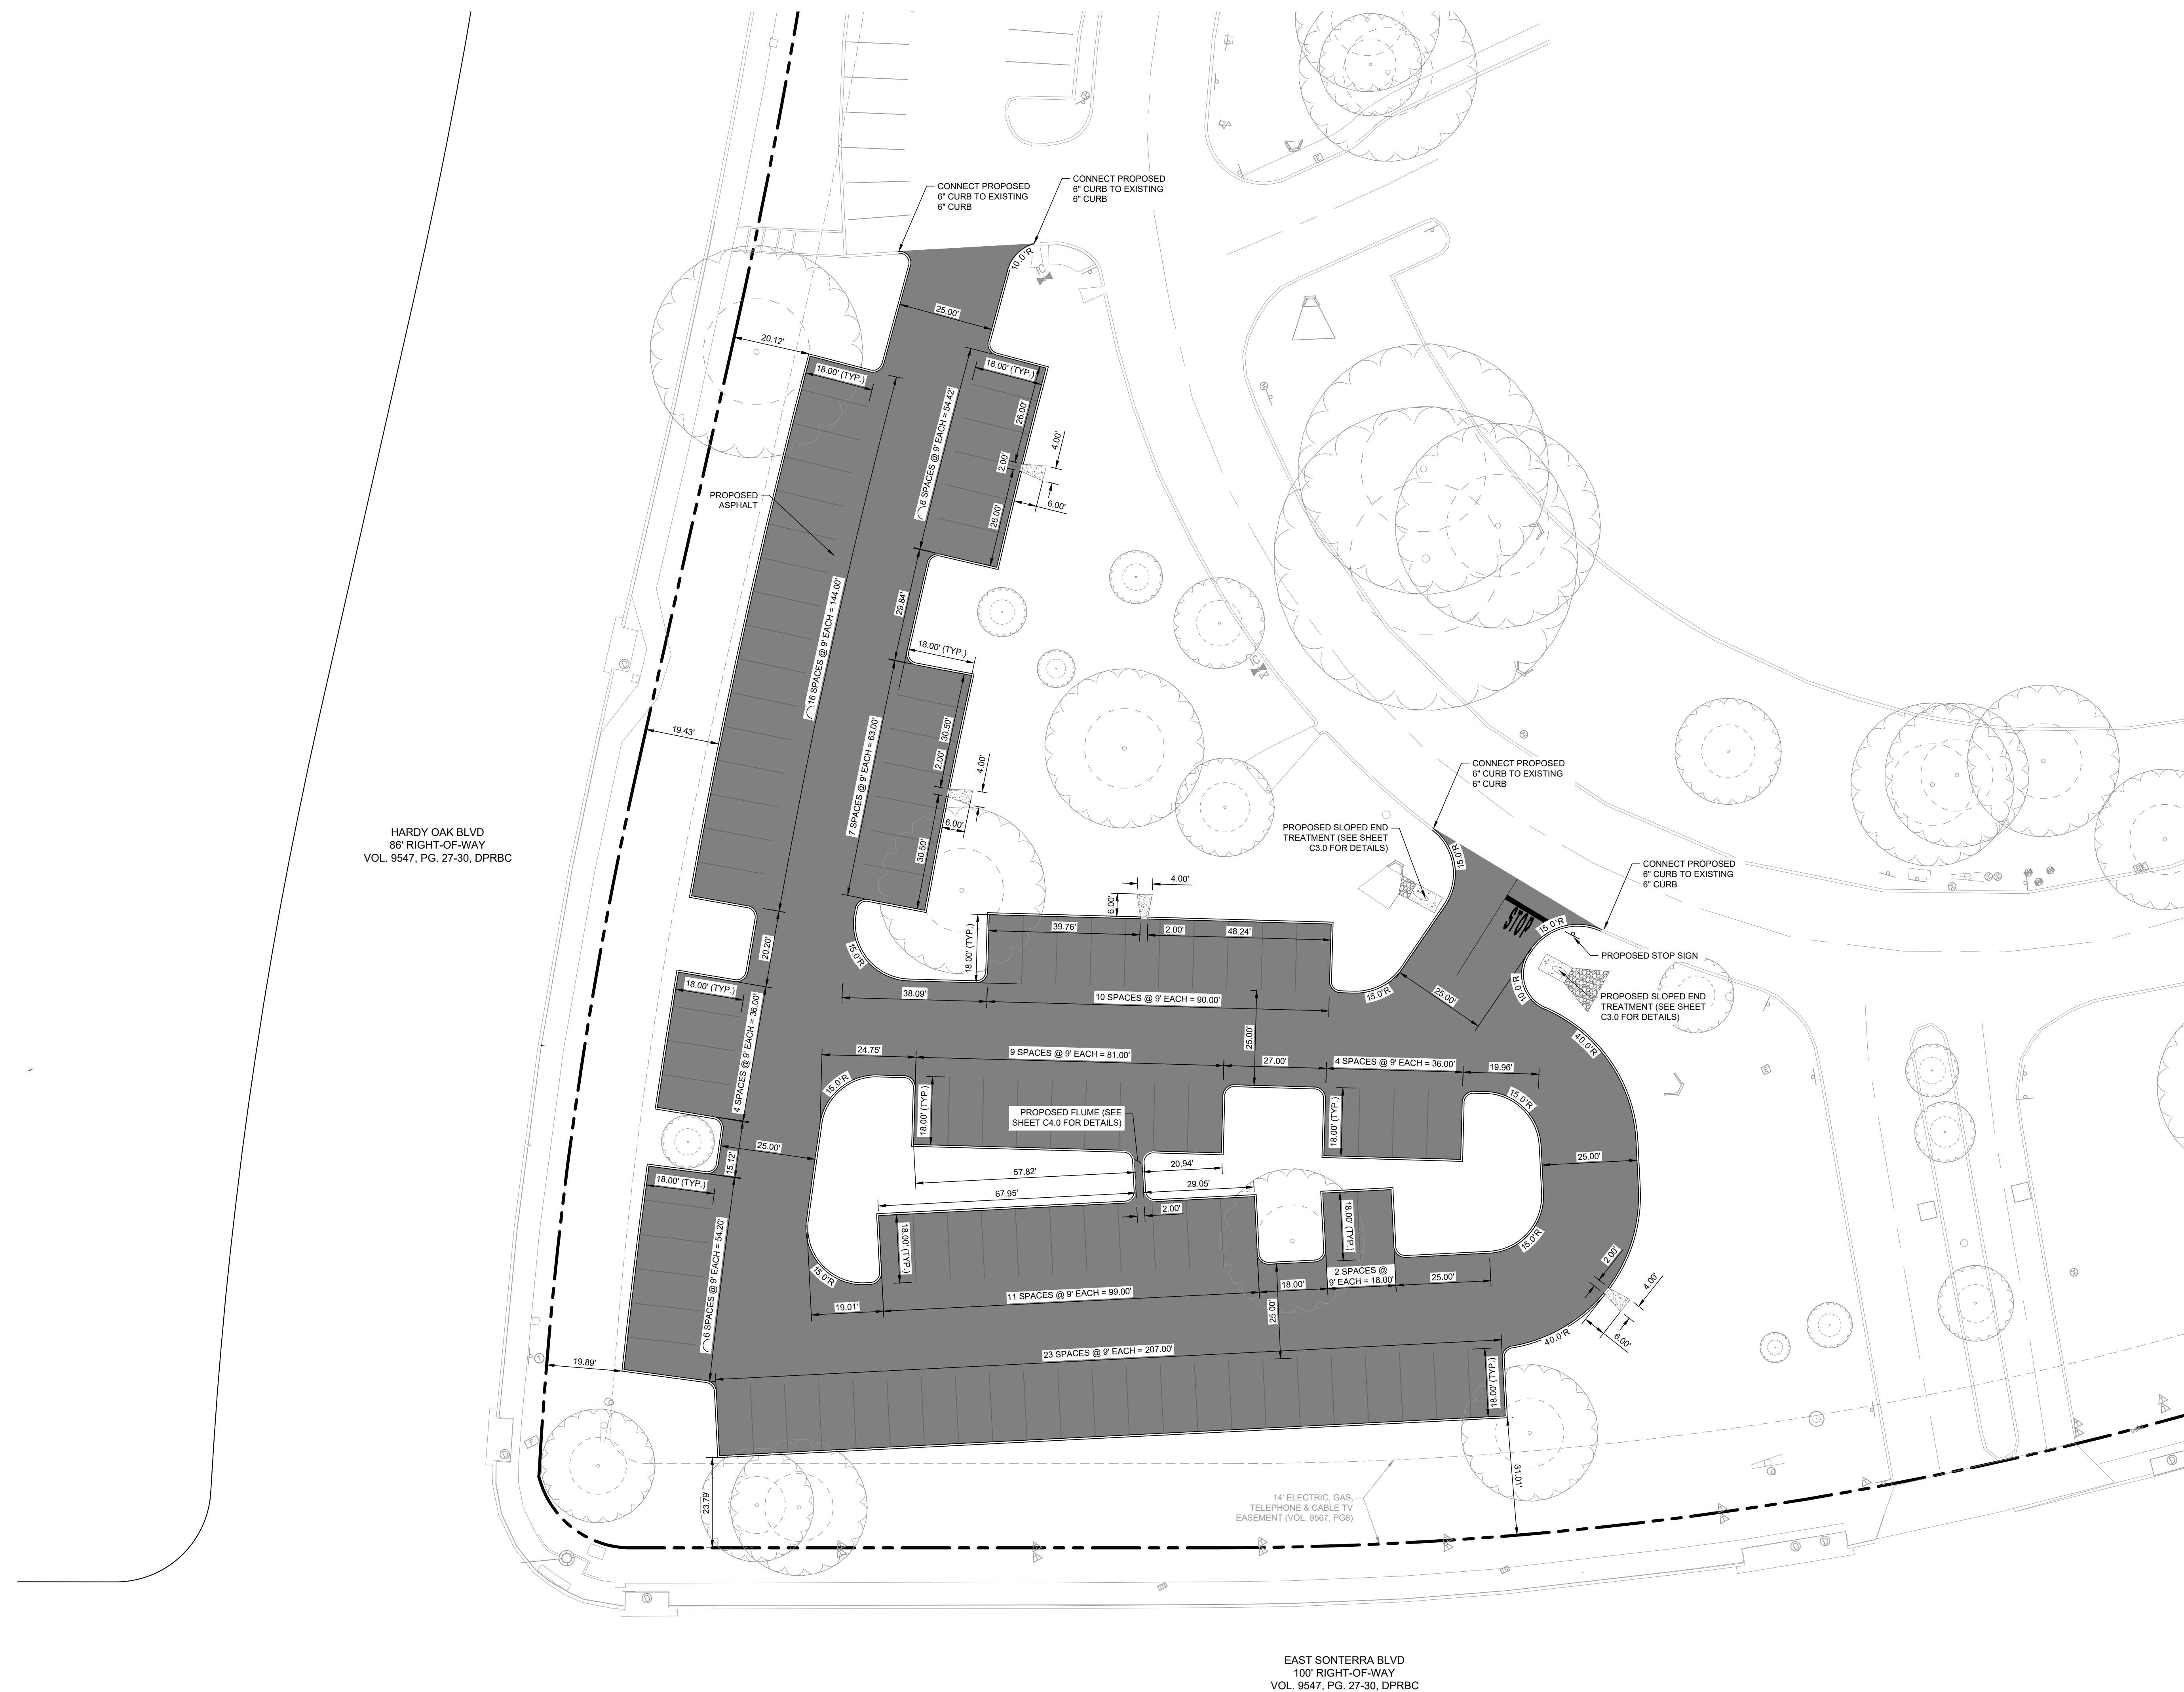 CONNECT PROPOSED
6" CURB TO EXISTING
6" CURB
CONNECT PROPOSED
6" CURB TO EXISTING
6" CURB
10.0'R
25.00'
20.12'
18.00' (TYP.)
18.00' (TYP.)
26.00'
6 SPACES @ 9' EACH = 54.42'
4.00'
2.00'
6.00'
26.00'
PROPOSED
ASPHALT
16 SPACES @ 9' EACH = 144.00'
29.84'
18.00' (TYP.)
19.43'
7 SPACES @ 9' EACH = 63.00'
30.50'
2.00'
4.00'
6.00'
30.50'
HARDY OAK BLVD
86' RIGHT-OF-WAY
VOL. 9547, PG. 27-30, DPRBC
CONNECT PROPOSED
6" CURB TO EXISTING
6" CURB
PROPOSED SLOPED END
TREATMENT (SEE SHEET
C3.0 FOR DETAILS)
15.0'R
CONNECT PROPOSED
6" CURB TO EXISTING
6" CURB
4.00'
6.00'
39.76'
2.00'
48.24'
18.00' (TYP.)
STOP
15.0'R
PROPOSED STOP SIGN
20.20'
15.0'R
18.00' (TYP.)
38.09'
10 SPACES @ 9' EACH = 90.00'
15.0'R
25.00'
10.0'R
PROPOSED SLOPED END
TREATMENT (SEE SHEET
C3.0 FOR DETAILS)
4 SPACES @ 9' EACH = 36.00'
25.00'
40.0'R
24.75'
9 SPACES @ 9' EACH = 81.00'
27.00'
4 SPACES @ 9' EACH = 36.00'
19.96'
15.0'R
15.0'R
18.00' (TYP.)
PROPOSED FLUME (SEE
SHEET C4.0 FOR DETAILS)
18.00' (TYP.)
25.00'
15.12'
25.00'
18.00' (TYP.)
57.82'
20.94'
67.95'
29.05'
2.00'
18.00' (TYP.)
18.00' (TYP.)
15.0'R
15.0'R
6 SPACES @ 9' EACH = 54.20'
19.01'
11 SPACES @ 9' EACH = 99.00'
18.00'
2 SPACES @
9' EACH = 18.00'
25.00'
25.00'
2.00'
4.00'
6.00'
40.0'R
23 SPACES @ 9' EACH = 207.00'
19.89'
18.00' (TYP.)
23.79'
31.01'
14' ELECTRIC, GAS,
TELEPHONE & CABLE TV
EASEMENT (VOL. 9567, PG8)
EAST SONTERRA BLVD
100' RIGHT-OF-WAY
VOL. 9547, PG. 27-30, DPRBC